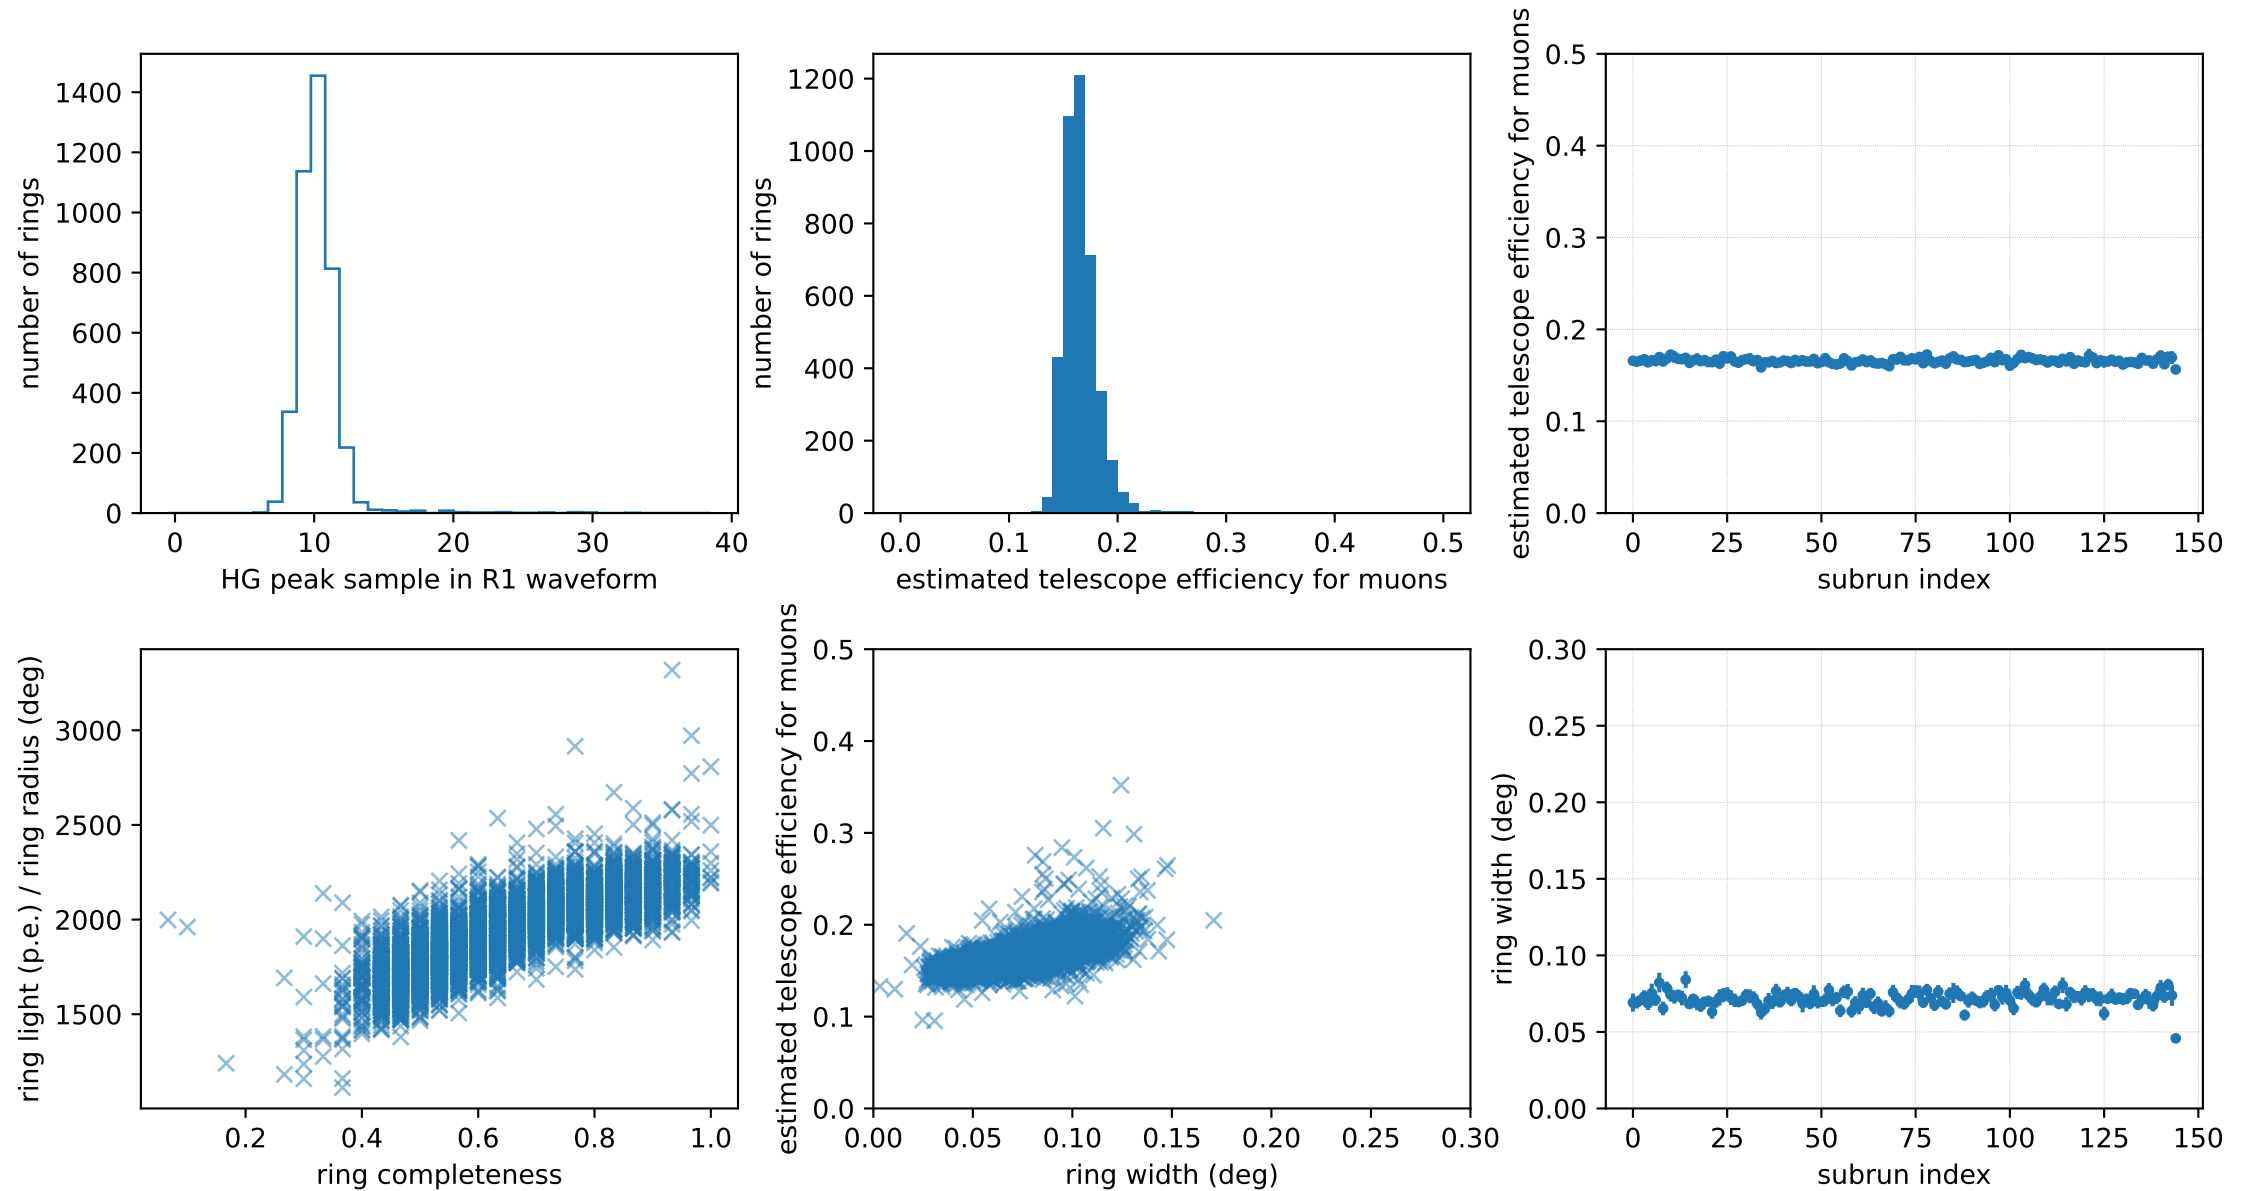 number of rings
1400
1200
1000
800
600
400
200
0
0 10 20 30 40
HG peak sample in R1 waveform
number of rings
1200
1000
800
600
400
200
0
0.0 0.1 0.2 0.3 0.4 0.5
estimated telescope efficiency for muons
estimated telescope efficiency for muons
0.5
0.4
0.3
0.2
0.1
0.0
0 25 50 75 100 125 150
subrun index
ring light (p.e.) / ring radius (deg)
3000
2500
2000
1500
0.2 0.4 0.6 0.8 1.0
ring completeness
estimated telescope efficiency for muons
0.5
0.4
0.3
0.2
0.1
0.0
0.00 0.05 0.10 0.15 0.20 0.25 0.30
ring width (deg)
ring width (deg)
0.30
0.25
0.20
0.15
0.10
0.05
0.00
0 25 50 75 100 125 150
subrun index